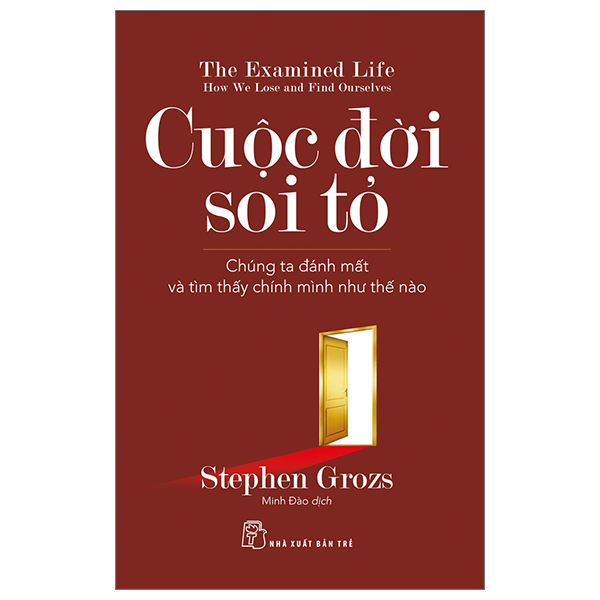 The Examined Life
How We Lose and Find Ourselves
Cuộc đời
soi tỏ
Chúng ta đánh mất
và tìm thấy chính mình như thế nào
Stephen Grozs
Minh Đào dịch
NHÀ XUẤT BẢN TRẺ